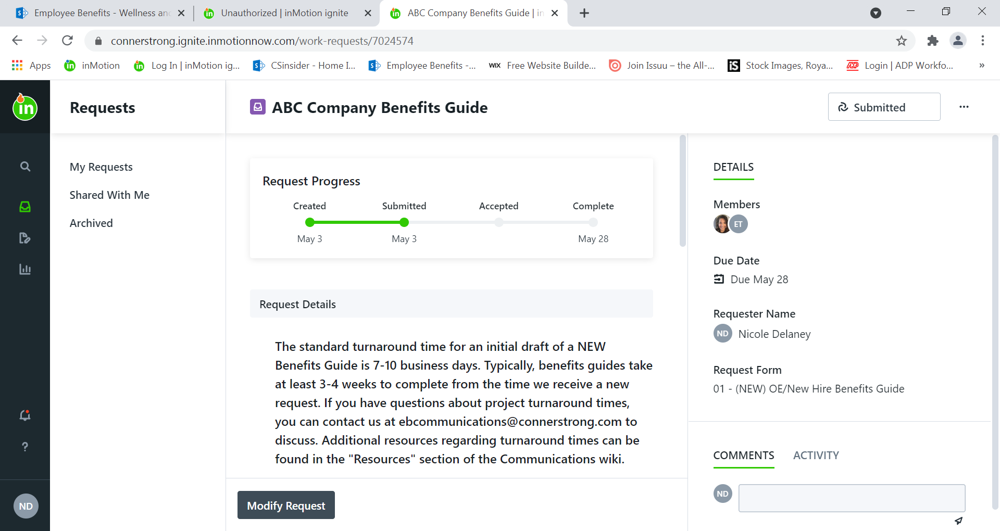 Employee Benefits - Wellness an
Unauthorized | inMotion ignite
ABC Company Benefits Guide | in
connerstrong.ignite.inmotionnow.com/work-requests/7024574
Apps
inMotion
Log In | inMotion ig...
CSinsider - Home I...
Employee Benefits -...
WIX Free Website Builde...
Join Issuu – the All-...
iS Stock Images, Roya...
ADP Login | ADP Workfo...
»
in
Requests
ABC Company Benefits Guide
Submitted
My Requests
Shared With Me
Archived
Request Progress
Created Submitted Accepted Complete
May 3 May 3 May 28
Request Details
The standard turnaround time for an initial draft of a NEW
Benefits Guide is 7-10 business days. Typically, benefits guides take
at least 3-4 weeks to complete from the time we receive a new
request. If you have questions about project turnaround times,
you can contact us at ebcommunications@connerstrong.com to
discuss. Additional resources regarding turnaround times can be
found in the "Resources" section of the Communications wiki.
Modify Request
DETAILS
Members
ET
Due Date
Due May 28
Requester Name
ND Nicole Delaney
Request Form
01 - (NEW) OE/New Hire Benefits Guide
COMMENTS ACTIVITY
ND
?
ND